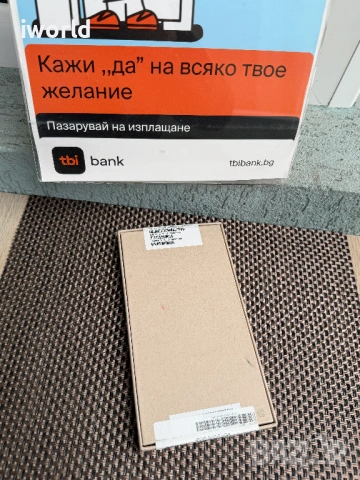 iworld
Кажи „да” на всяко твое
желание
Пазарувай на изплащане
tbi bank
tbibank.bg